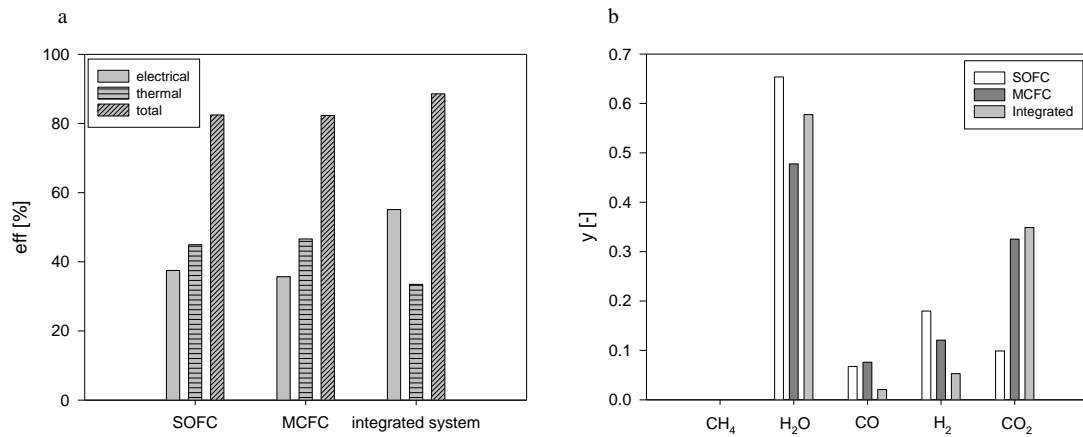 a
100
80
60
40
20
0
eff [%]
electrical
thermal
total
SOFC MCFC integrated system
b
0.7
0.6
0.5
0.4
0.3
0.2
0.1
0
y [-]
SOFC
MCFC
Integrated
CH₄ H₂O CO H₂ CO₂